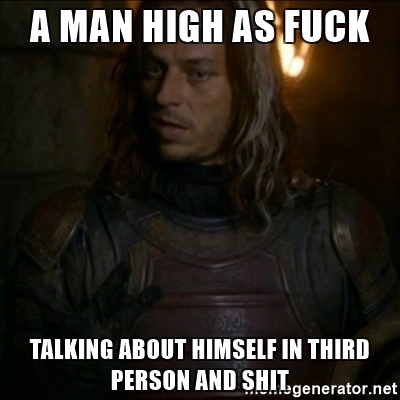 A MAN HIGH AS FUCK
TALKING ABOUT HIMSELF IN THIRD
PERSON AND SHIT
memegenerator.net